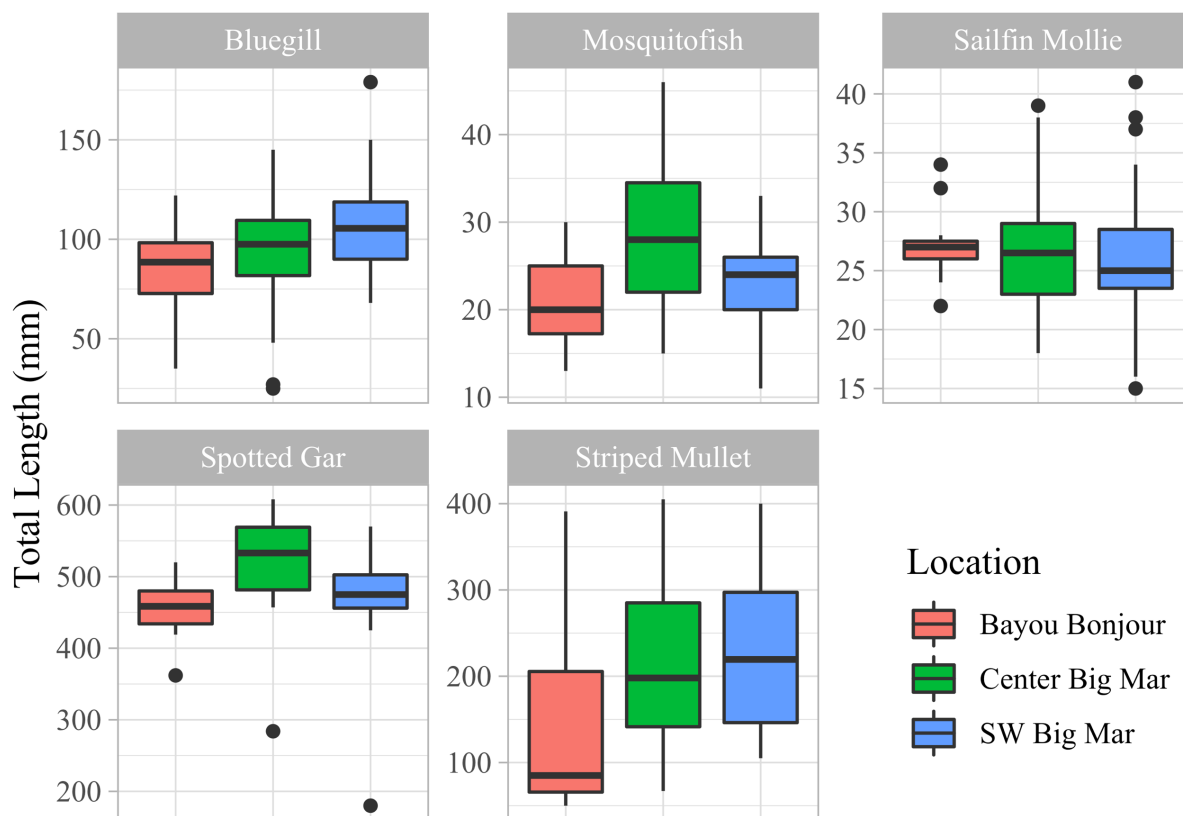 Bluegill
Mosquitofish
Sailfin Mollie
150
100
50
40
30
20
10
40
35
30
25
20
15
Total Length (mm)
Spotted Gar
Striped Mullet
600
500
400
300
200
400
300
200
100
Location
Bayou Bonjour
Center Big Mar
SW Big Mar